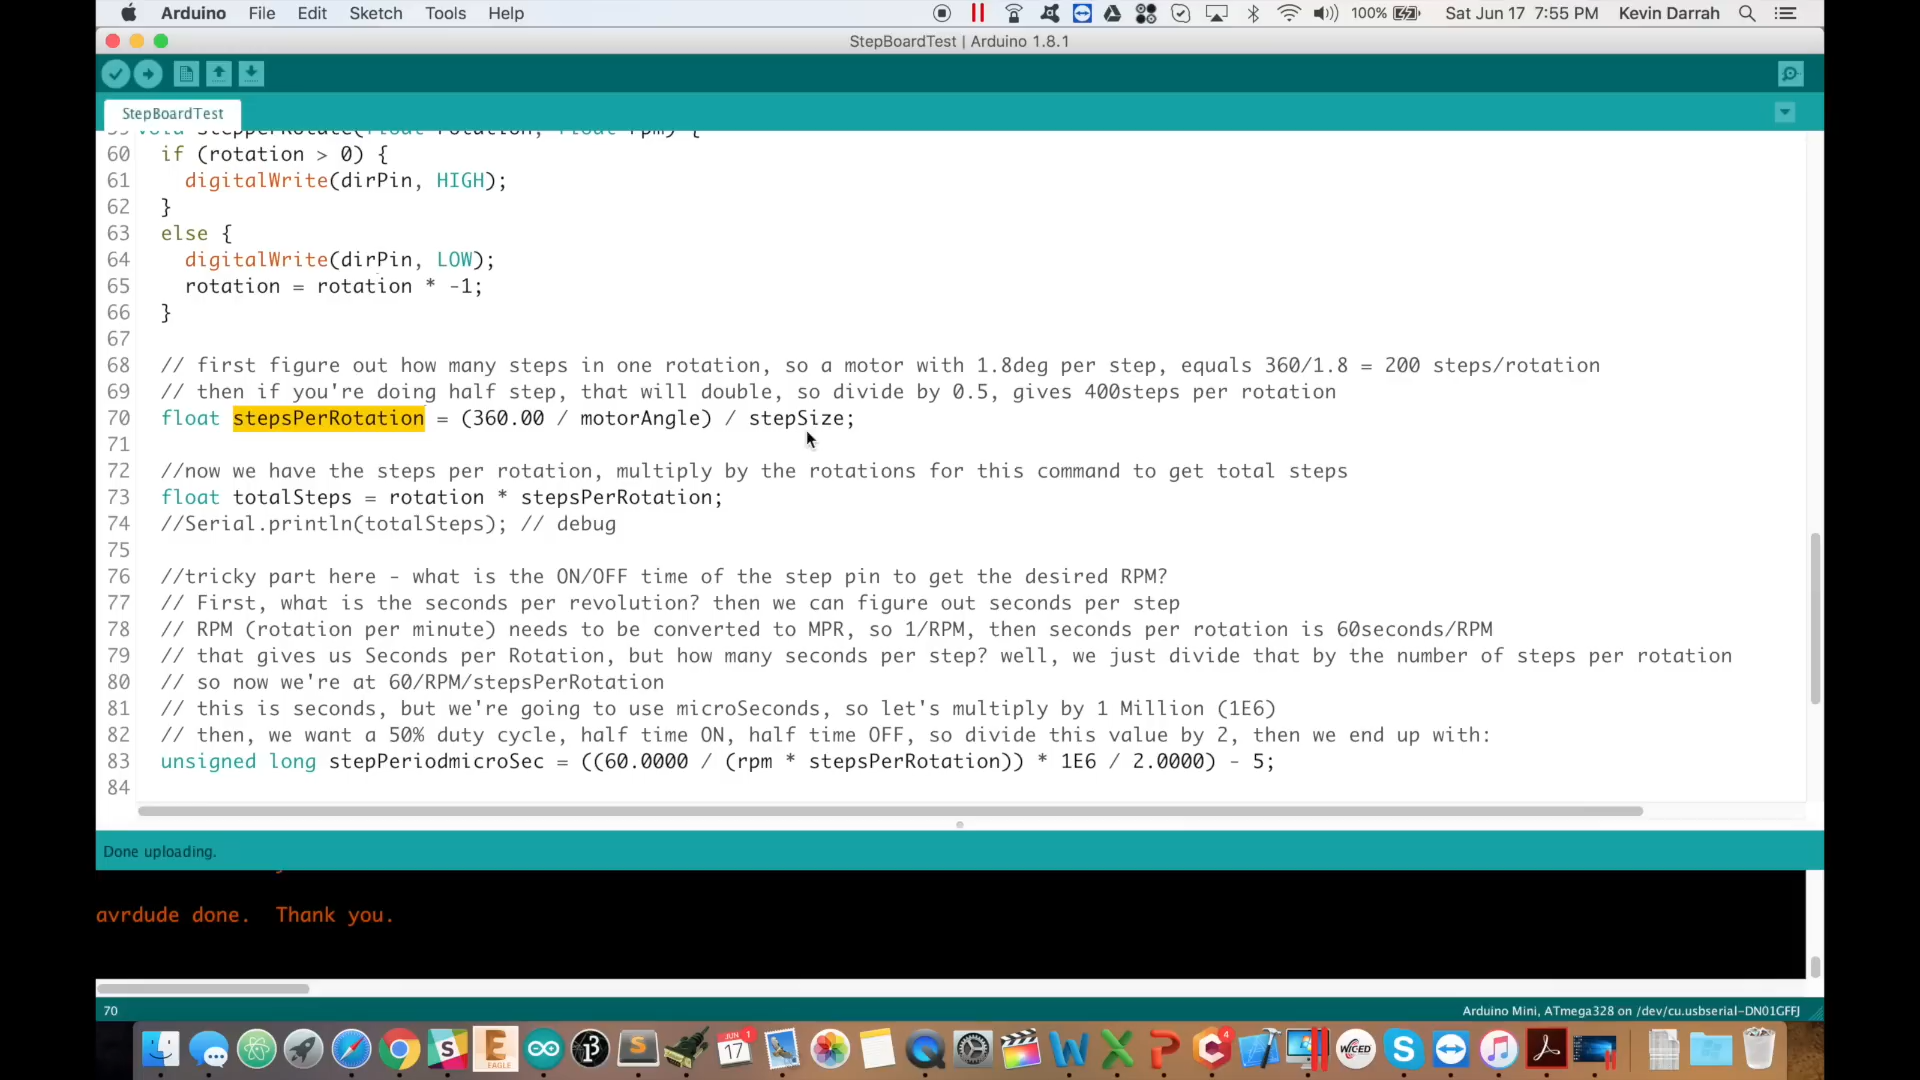 Arduino File Edit Sketch Tools Help 100% Sat Jun 17 7:55 PM Kevin Darrah
StepBoardTest | Arduino 1.8.1
StepBoardTest
59 void stepperRotate(float rotation, float rpm) {
60 if (rotation > 0) {
61 digitalWrite(dirPin, HIGH);
62 }
63 else {
64 digitalWrite(dirPin, LOW);
65 rotation = rotation * -1;
66 }
67
68 // first figure out how many steps in one rotation, so a motor with 1.8deg per step, equals 360/1.8 = 200 steps/rotation
69 // then if you're doing half step, that will double, so divide by 0.5, gives 400steps per rotation
70 float stepsPerRotation = (360.00 / motorAngle) / stepSize;
71
72 //now we have the steps per rotation, multiply by the rotations for this command to get total steps
73 float totalSteps = rotation * stepsPerRotation;
74 //Serial.println(totalSteps); // debug
75
76 //tricky part here - what is the ON/OFF time of the step pin to get the desired RPM?
77 // First, what is the seconds per revolution? then we can figure out seconds per step
78 // RPM (rotation per minute) needs to be converted to MPR, so 1/RPM, then seconds per rotation is 60seconds/RPM
79 // that gives us Seconds per Rotation, but how many seconds per step? well, we just divide that by the number of steps per rotation
80 // so now we're at 60/RPM/stepsPerRotation
81 // this is seconds, but we're going to use microSeconds, so let's multiply by 1 Million (1E6)
82 // then, we want a 50% duty cycle, half time ON, half time OFF, so divide this value by 2, then we end up with:
83 unsigned long stepPeriodmicroSec = ((60.0000 / (rpm * stepsPerRotation)) * 1E6 / 2.0000) - 5;
84
Done uploading.
avrdude done. Thank you.
70 Arduino Mini, ATmega328 on /dev/cu.usbserial-DN01GFFJ
S E EAGLE S JUN 17 1 W X P C 4 WICED S